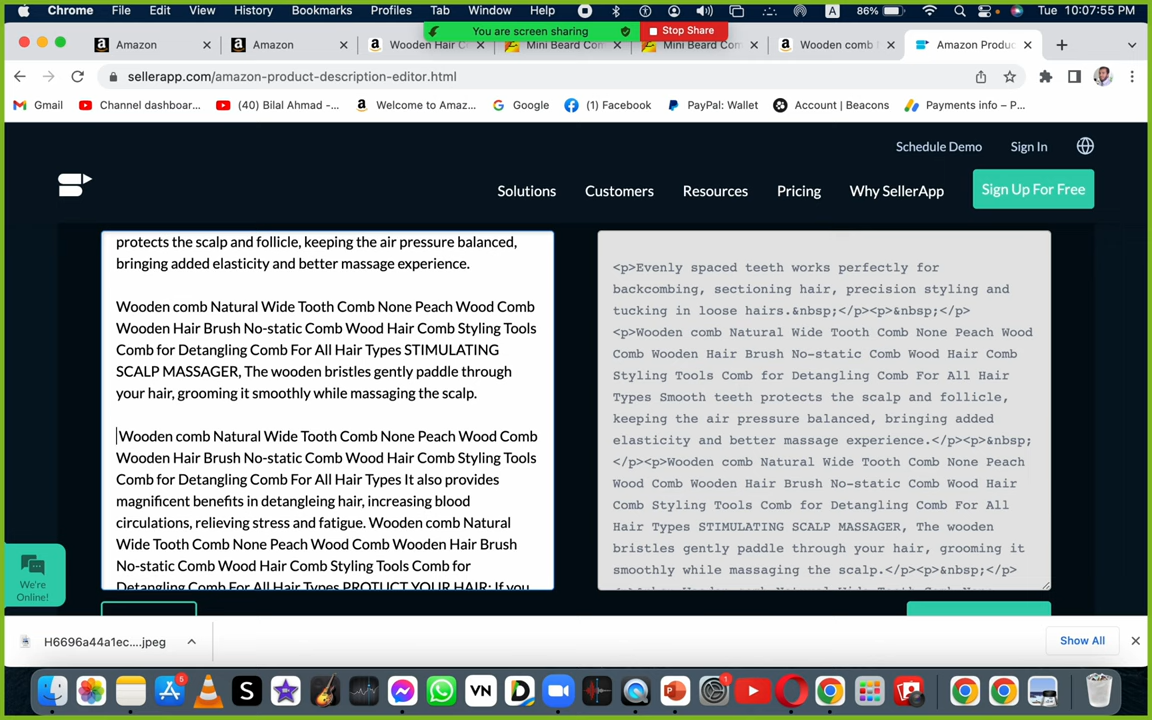 Chrome File Edit View History Bookmarks Profiles Tab Window Help A 86% Tue 10:07:55 PM
You are screen sharing Stop Share
Amazon Amazon Wooden Hair C Mini Beard Com Mini Beard Com Wooden comb Amazon Produc
sellerapp.com/amazon-product-description-editor.html
Gmail Channel dashboar... (40) Bilal Ahmad -... Welcome to Amaz... Google (1) Facebook PayPal: Wallet Account | Beacons Payments info – P...
Schedule Demo Sign In
Solutions Customers Resources Pricing Why SellerApp Sign Up For Free
protects the scalp and follicle, keeping the air pressure balanced,
bringing added elasticity and better massage experience.
Wooden comb Natural Wide Tooth Comb None Peach Wood Comb
Wooden Hair Brush No-static Comb Wood Hair Comb Styling Tools
Comb for Detangling Comb For All Hair Types STIMULATING
SCALP MASSAGER, The wooden bristles gently paddle through
your hair, grooming it smoothly while massaging the scalp.
Wooden comb Natural Wide Tooth Comb None Peach Wood Comb
Wooden Hair Brush No-static Comb Wood Hair Comb Styling Tools
Comb for Detangling Comb For All Hair Types It also provides
magnificent benefits in detangleing hair, increasing blood
circulations, relieving stress and fatigue. Wooden comb Natural
Wide Tooth Comb None Peach Wood Comb Wooden Hair Brush
No-static Comb Wood Hair Comb Styling Tools Comb for
Detangling Comb For All Hair Types PROTUCT YOUR HAIR: If you
<p>Evenly spaced teeth works perfectly for
backcombing, sectioning hair, precision styling and
tucking in loose hairs.&nbsp;</p><p>&nbsp;</p>
<p>Wooden comb Natural Wide Tooth Comb None Peach Wood
Comb Wooden Hair Brush No-static Comb Wood Hair Comb
Styling Tools Comb for Detangling Comb For All Hair
Types Smooth teeth protects the scalp and follicle,
keeping the air pressure balanced, bringing added
elasticity and better massage experience.</p><p>&nbsp;
</p><p>Wooden comb Natural Wide Tooth Comb None Peach
Wood Comb Wooden Hair Brush No-static Comb Wood Hair
Comb Styling Tools Comb for Detangling Comb For All
Hair Types STIMULATING SCALP MASSAGER, The wooden
bristles gently paddle through your hair, grooming it
smoothly while massaging the scalp.</p><p>&nbsp;</p>
We're
Online!
H6696a44a1ec....jpeg Show All
5 S VN D P 1